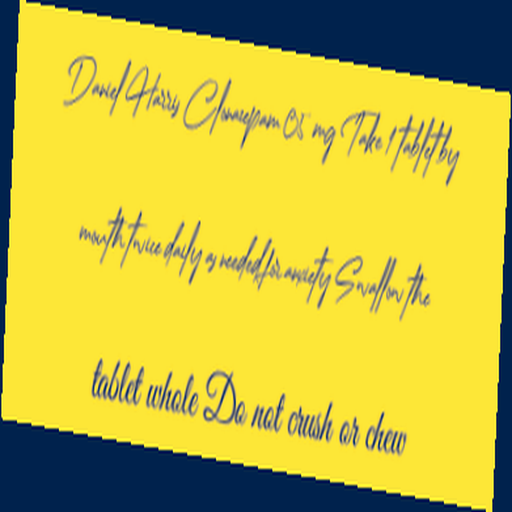 Daniel Harris Clonazepam 0.5 mg Take 1 tablet by
mouth twice daily as needed for anxiety Swallow the
tablet whole Do not crush or chew